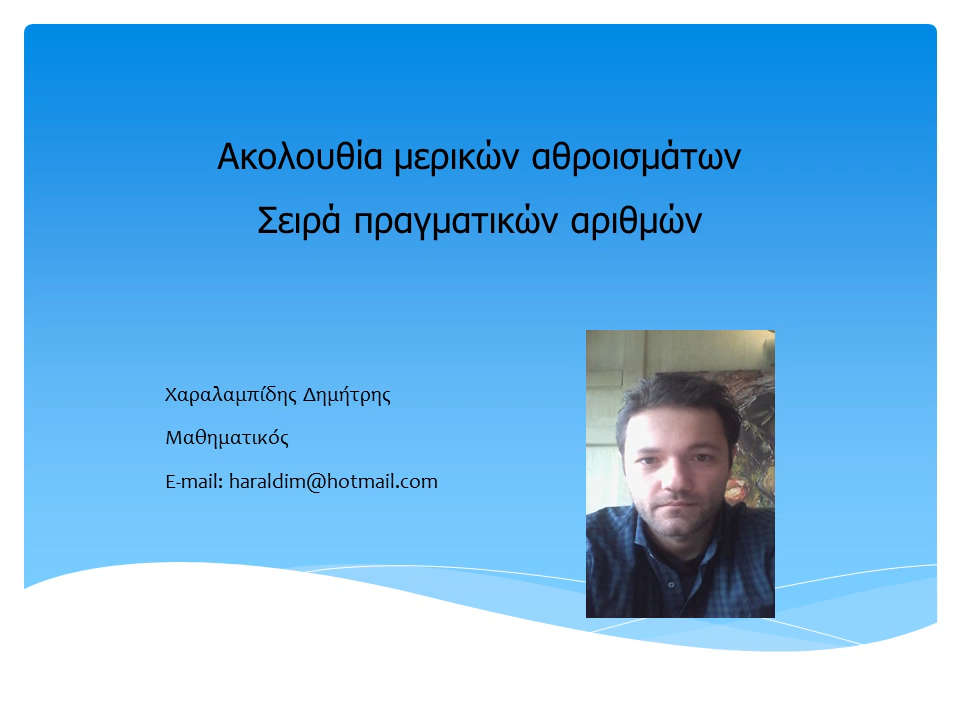 Ακολουθία μερικών αθροισμάτων
Σειρά πραγματικών αριθμών
Χαραλαμπίδης Δημήτρης
Μαθηματικός
E-mail: haraldim@hotmail.com